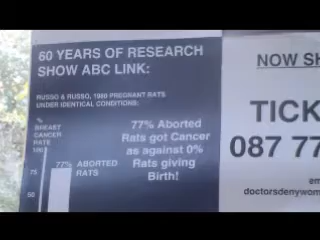 60 YEARS OF RESEARCH
SHOW ABC LINK:
RUSSO & RUSSO, 1980 PREGNANT RATS
UNDER IDENTICAL CONDITIONS:
%
BREAST
CANCER
RATE
77% Aborted
Rats got Cancer
as against 0%
Rats giving
Birth!
77% ABORTED
RATS
75
50
NOW SH
TICK
087 77
em
doctorsdenywom